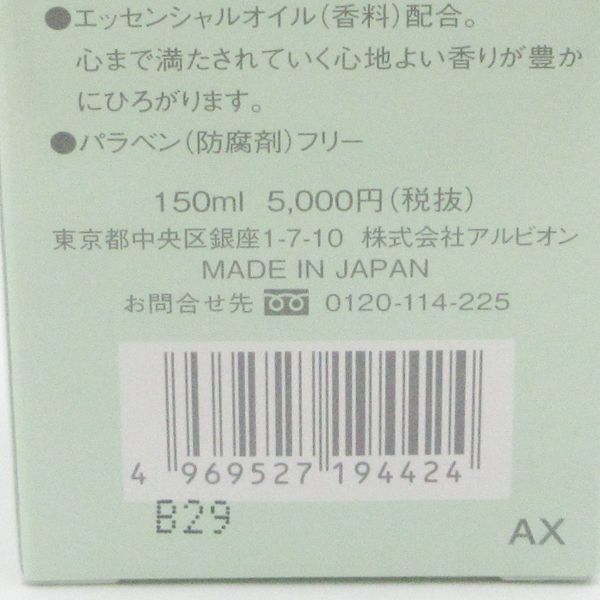 ●エッセンシャルオイル（香料）配合。
心まで満たされていく心地よい香りが豊か
にひろがります。
●パラベン（防腐剤）フリー
150ml 5,000円（税抜）
東京都中央区銀座1-7-10 株式会社アルビオン
MADE IN JAPAN
お問合せ先 0120-114-225
4 969527 194424
B29
AX